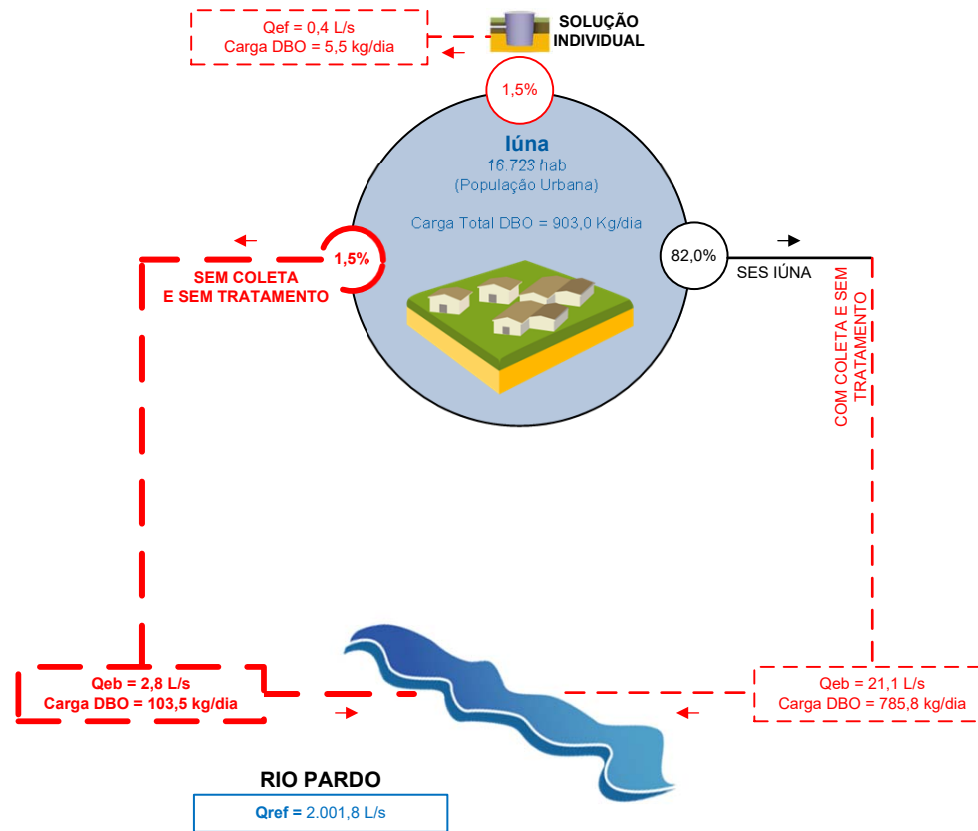 Qef = 0,4 L/s
Carga DBO = 5,5 kg/dia
SOLUÇÃO
INDIVIDUAL
1,5%
Iúna
16.723 hab
(População Urbana)
Carga Total DBO = 903,0 Kg/dia
1,5%
82,0%
SEM COLETA
E SEM TRATAMENTO
SES IÚNA
COM COLETA E SEM
TRATAMENTO
Qeb = 2,8 L/s
Carga DBO = 103,5 kg/dia
Qeb = 21,1 L/s
Carga DBO = 785,8 kg/dia
RIO PARDO
Qref = 2.001,8 L/s